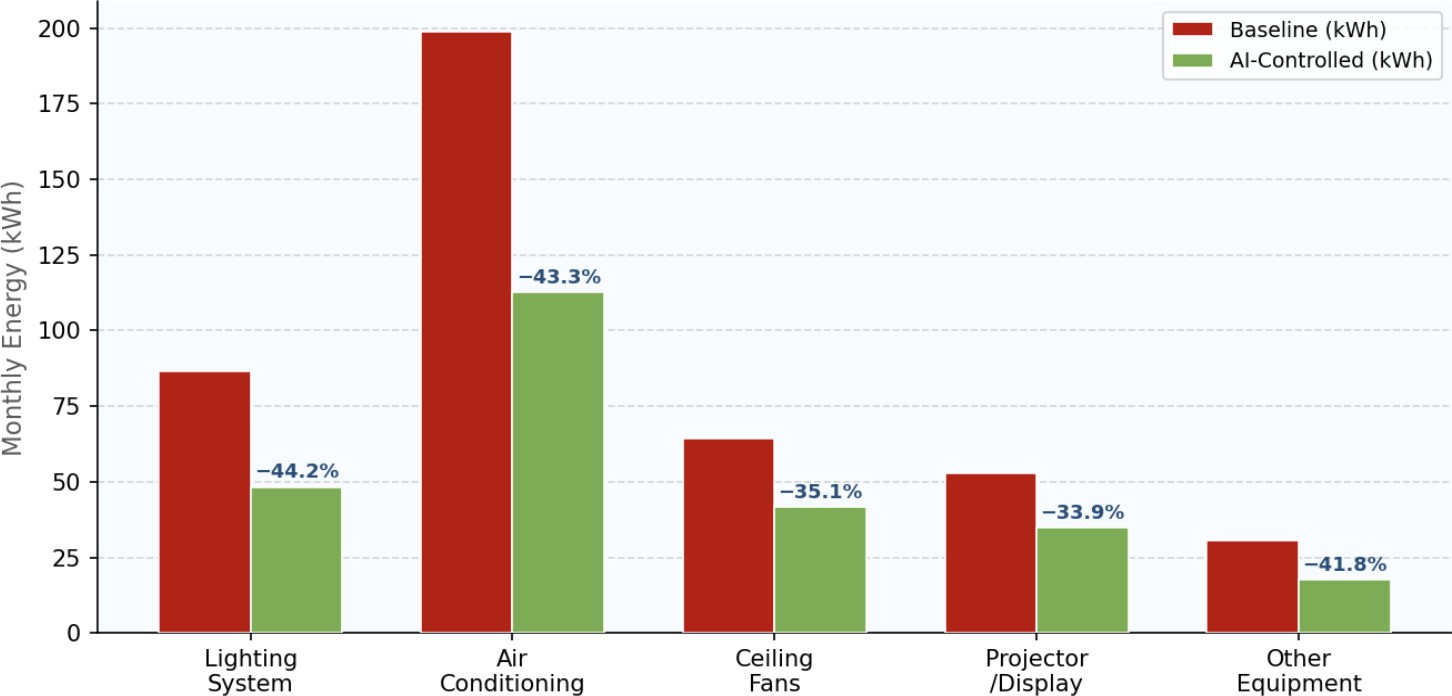 Baseline (kWh)
AI-Controlled (kWh)
Monthly Energy (kWh)
200
175
150
125
100
75
50
25
0
−44.2%
−43.3%
−35.1%
−33.9%
−41.8%
Lighting
System
Air
Conditioning
Ceiling
Fans
Projector
/Display
Other
Equipment